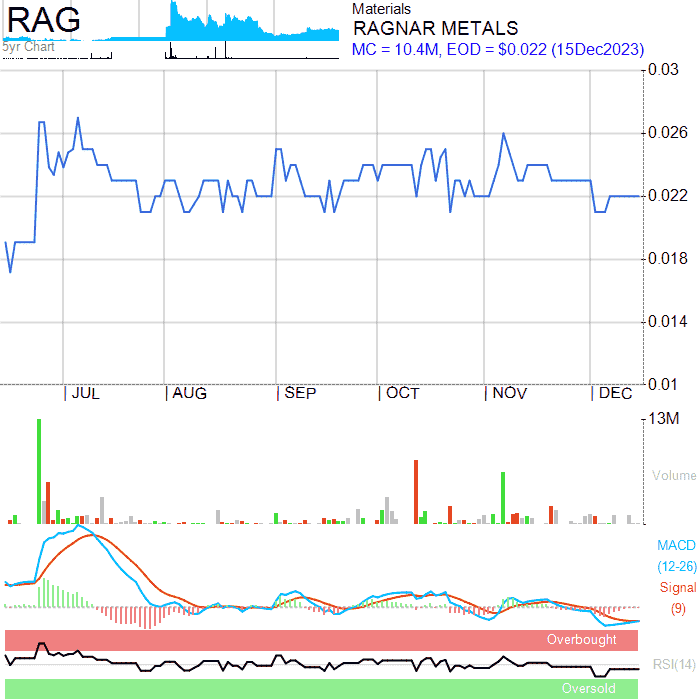 RAG
Materials
RAGNAR METALS
MC = 10.4M, EOD = $0.022 (15Dec2023)
5yr Chart
0.03
0.026
0.022
0.018
0.014
0.01
JUL AUG SEP OCT NOV DEC
13M
Volume
MACD
(12-26)
Signal
(9)
Overbought
RSI(14)
Oversold